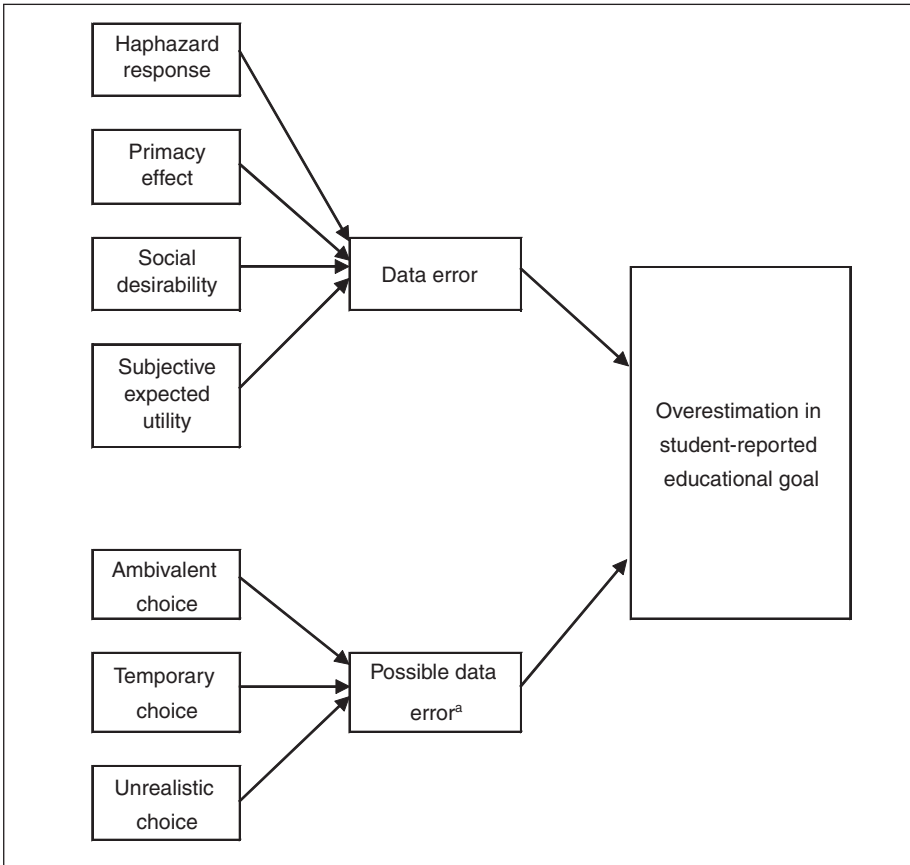 Haphazard
response
Primacy
effect
Social
desirability
Subjective
expected
utility
Data error
Overestimation in
student-reported
educational goal
Ambivalent
choice
Temporary
choice
Unrealistic
choice
Possible data
errorᵃ